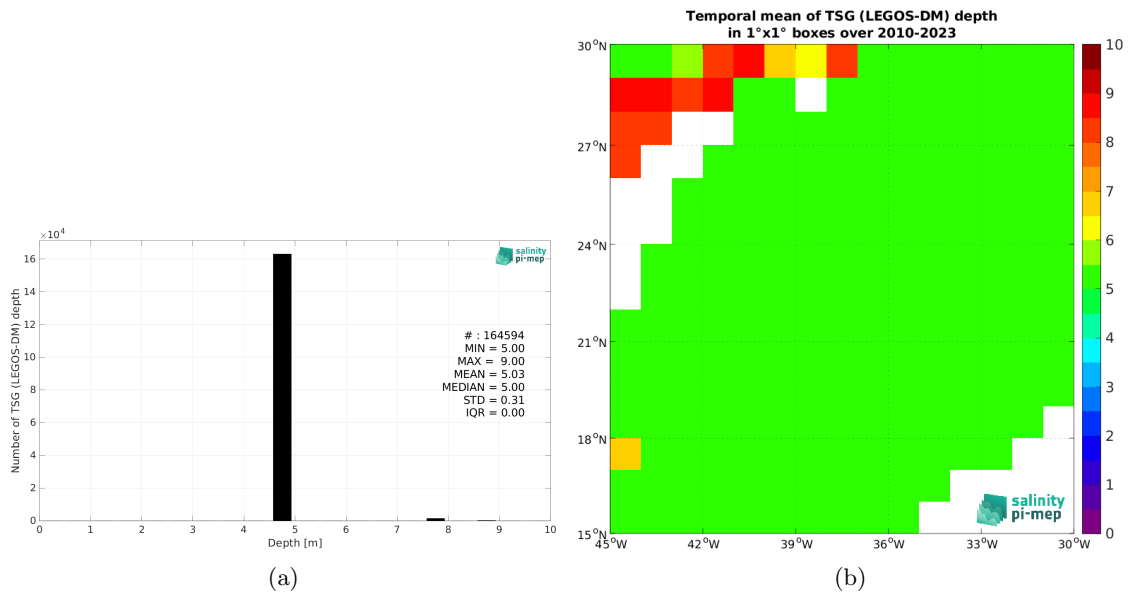 ×10⁴
16
14
12
10
8
6
4
2
0
Number of TSG (LEGOS-DM) depth
salinity
pi-mep
# : 164594
MIN = 5.00
MAX = 9.00
MEAN = 5.03
MEDIAN = 5.00
STD = 0.31
IQR = 0.00
0 1 2 3 4 5 6 7 8 9 10
Depth [m]
(a)
Temporal mean of TSG (LEGOS-DM) depth
in 1°x1° boxes over 2010-2023
30°N
27°N
24°N
21°N
18°N
15°N
45°W 42°W 39°W 36°W 33°W 30°W
salinity
pi-mep
10
9
8
7
6
5
4
3
2
1
0
(b)